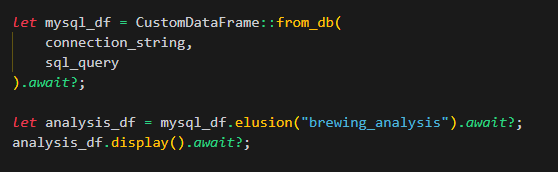 let mysql_df = CustomDataFrame::from_db(
    connection_string,
    sql_query
).await?;
let analysis_df = mysql_df.elusion("brewing_analysis").await?;
analysis_df.display().await?;